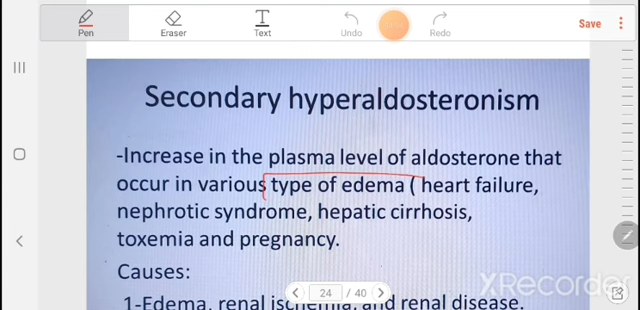 Pen
Eraser
Text
Undo
Redo
Save
Secondary hyperaldosteronism
-Increase in the plasma level of aldosterone that
occur in various type of edema ( heart failure,
nephrotic syndrome, hepatic cirrhosis,
toxemia and pregnancy.
Causes:
1-Edema, renal ischemia, and renal disease.
24 / 40
XRecorder